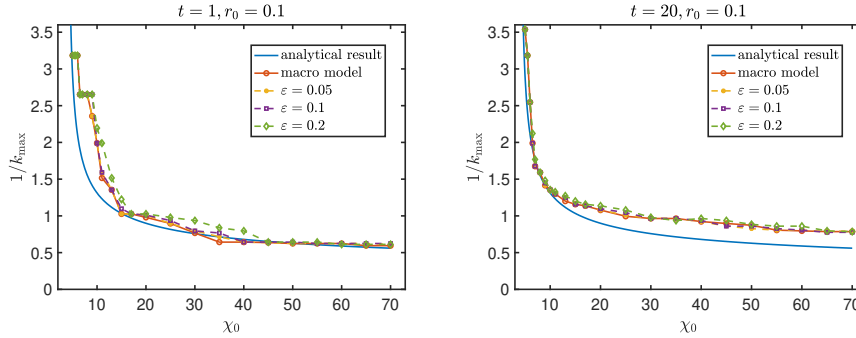 t = 1, r₀ = 0.1
3.5
3
2.5
2
1.5
1
0.5
0
1/k_max
10 20 30 40 50 60 70
χ₀
analytical result
macro model
ε = 0.05
ε = 0.1
ε = 0.2
t = 20, r₀ = 0.1
3.5
3
2.5
2
1.5
1
0.5
0
1/k_max
10 20 30 40 50 60 70
χ₀
analytical result
macro model
ε = 0.05
ε = 0.1
ε = 0.2